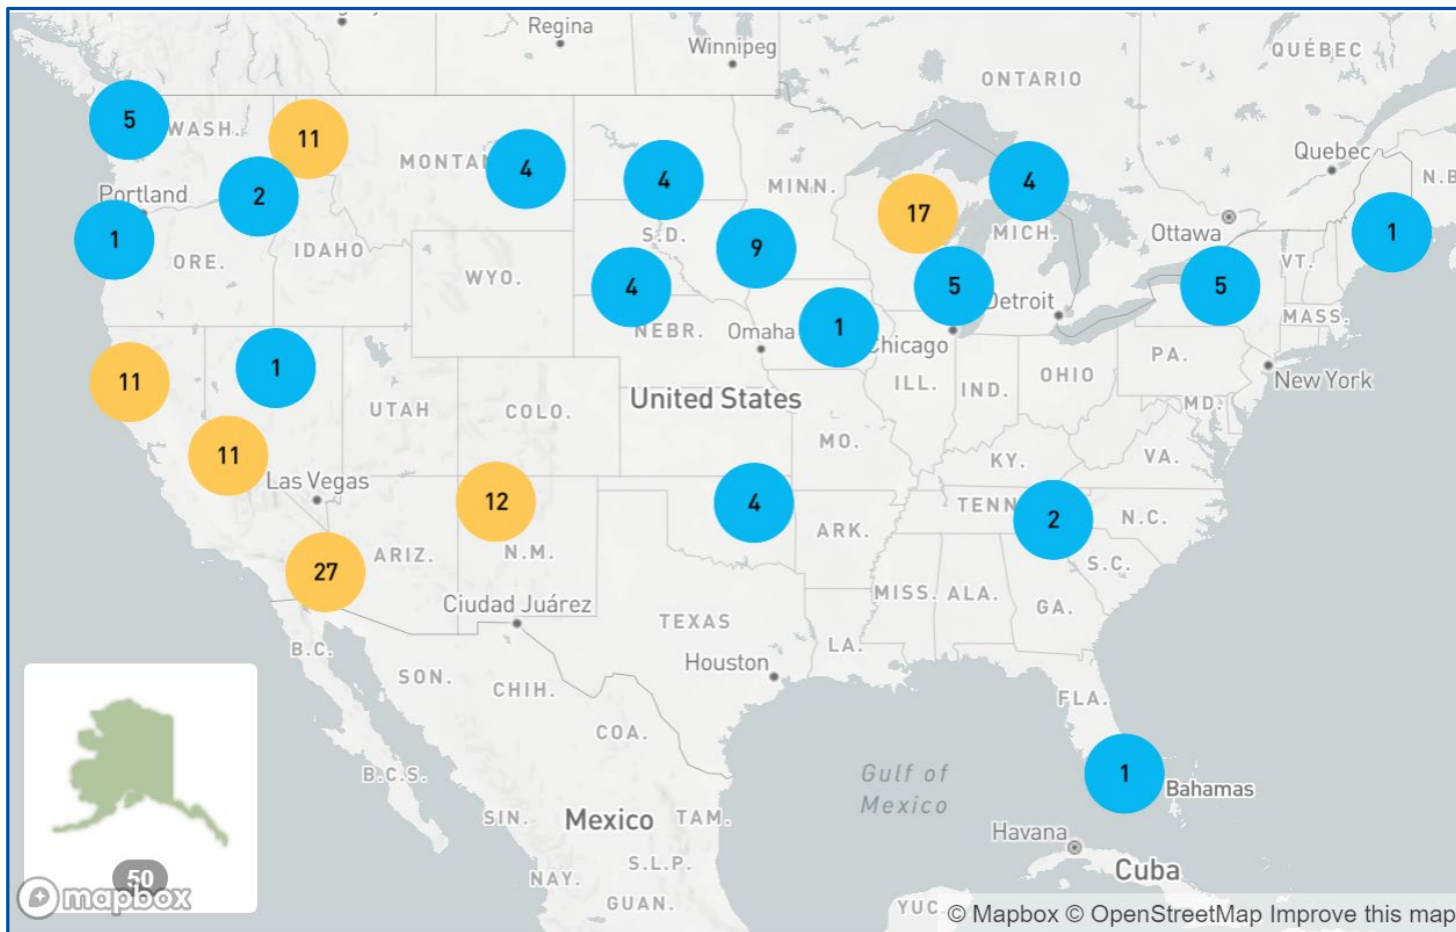 Regina
Winnipeg
QUÉBEC
ONTARIO
5
WASH.
11
MONTAN
4
4
MINN.
4
Quebec
N.B
Portland
2
17
1
ORE.
IDAHO
S.D.
9
MICH.
Ottawa
1
WYO.
4
5
Detroit
5
VT.
MASS.
NEBR.
Omaha
1
Chicago
PA.
New York
11
1
UTAH
COLO.
United States
ILL.
IND.
OHIO
MD.
11
Las Vegas
MO.
KY.
VA.
12
4
TENN
2
N.C.
ARIZ.
N.M.
ARK.
S.C.
27
Ciudad Juárez
TEXAS
MISS.
ALA.
GA.
B.C.
SON.
CHIH.
Houston
LA.
FLA.
COA.
B.C.S.
Gulf of
Mexico
1
Bahamas
SIN.
Mexico
TAM.
Havana
S.L.P.
Cuba
50
NAY.
mapbox
GUAN.
YUC.
© Mapbox © OpenStreetMap Improve this map